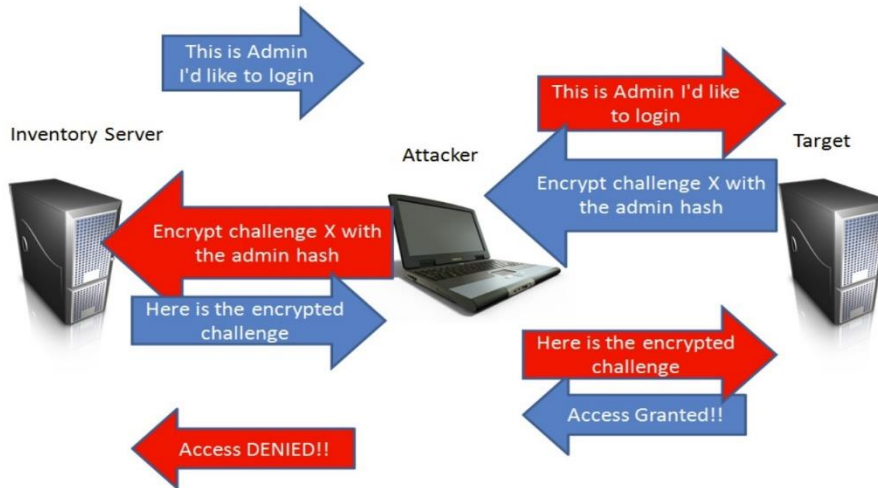 This is Admin
I'd like to login
This is Admin I'd like
to login
Inventory Server
Attacker
Target
Encrypt challenge X with
the admin hash
Encrypt challenge X with
the admin hash
Here is the encrypted
challenge
Here is the encrypted
challenge
Access Granted!!
Access DENIED!!